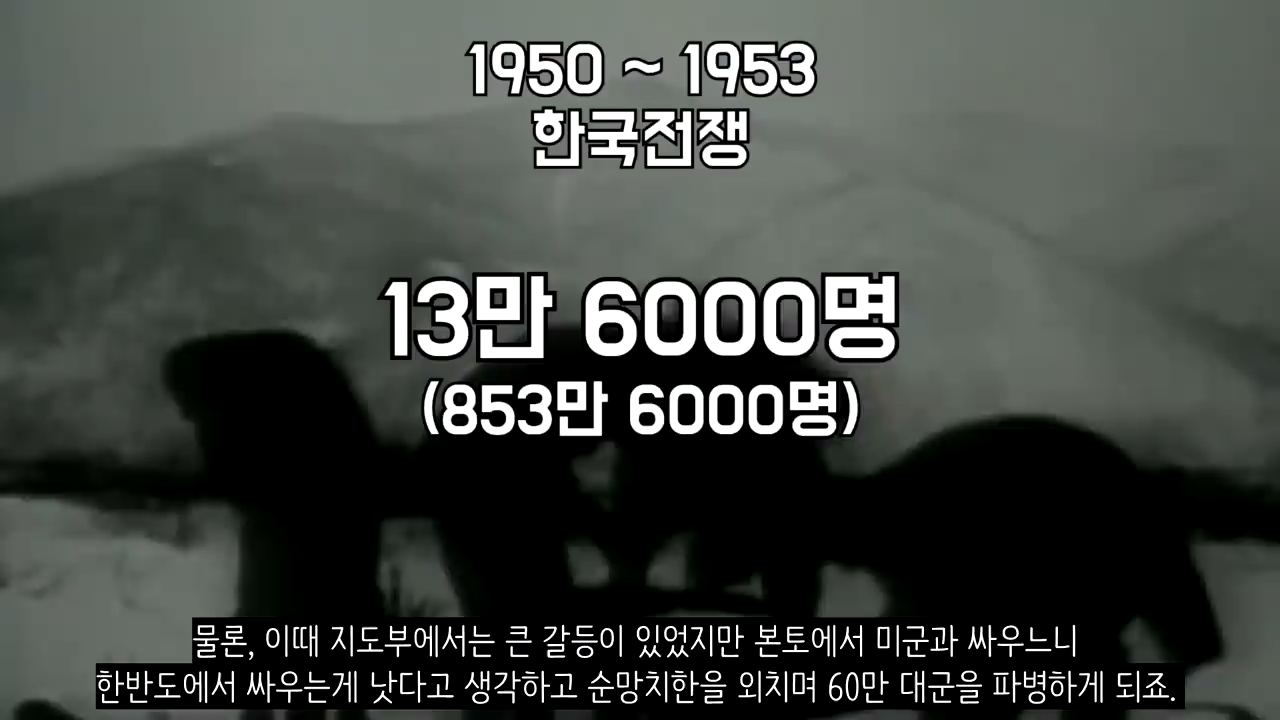 1950 ~ 1953
한국전쟁
13만 6000명
(853만 6000명)
물론, 이때 지도부에서는 큰 갈등이 있었지만 본토에서 미군과 싸우느니
한반도에서 싸우는게 낫다고 생각하고 순망치한을 외치며 60만 대군을 파병하게 되죠.